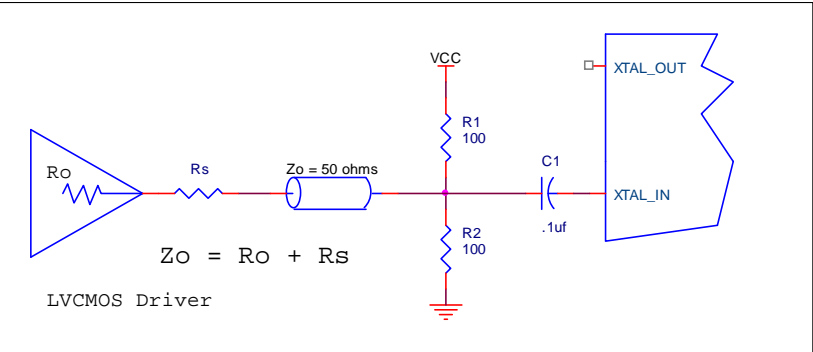 VCC
XTAL_OUT
R1
100
Ro
Rs
Zo = 50 ohms
C1
XTAL_IN
.1uf
R2
100
Zo = Ro + Rs
LVCMOS Driver